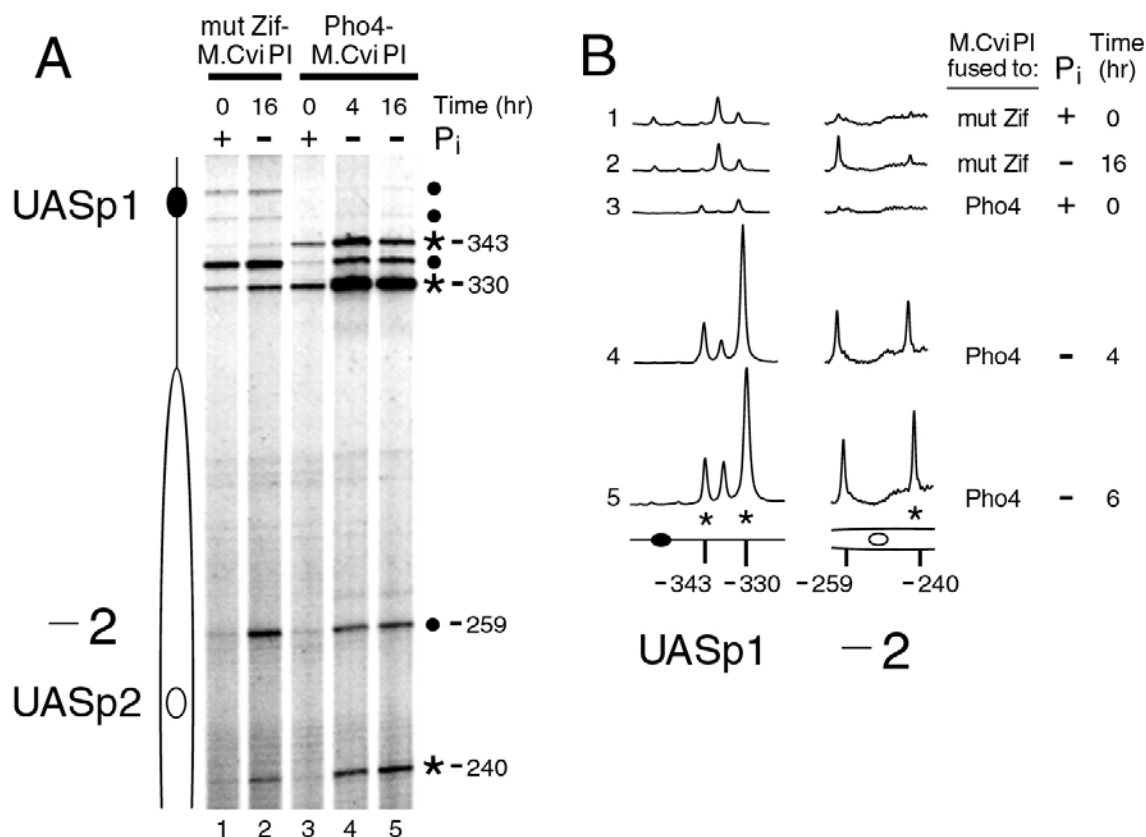 A
mut Zif-
M.CviPI
Pho4-
M.CviPI
0 16 0 4 16 Time (hr)
+ - + - - Pi
UASp1
-343
-330
-2
-259
UASp2
-240
1 2 3 4 5
B
M.CviPI
fused to:
Pi
Time
(hr)
1 mut Zif + 0
2 mut Zif - 16
3 Pho4 + 0
4 Pho4 - 4
5 Pho4 - 6
* * *
-343 -330 -259 -240
UASp1 -2